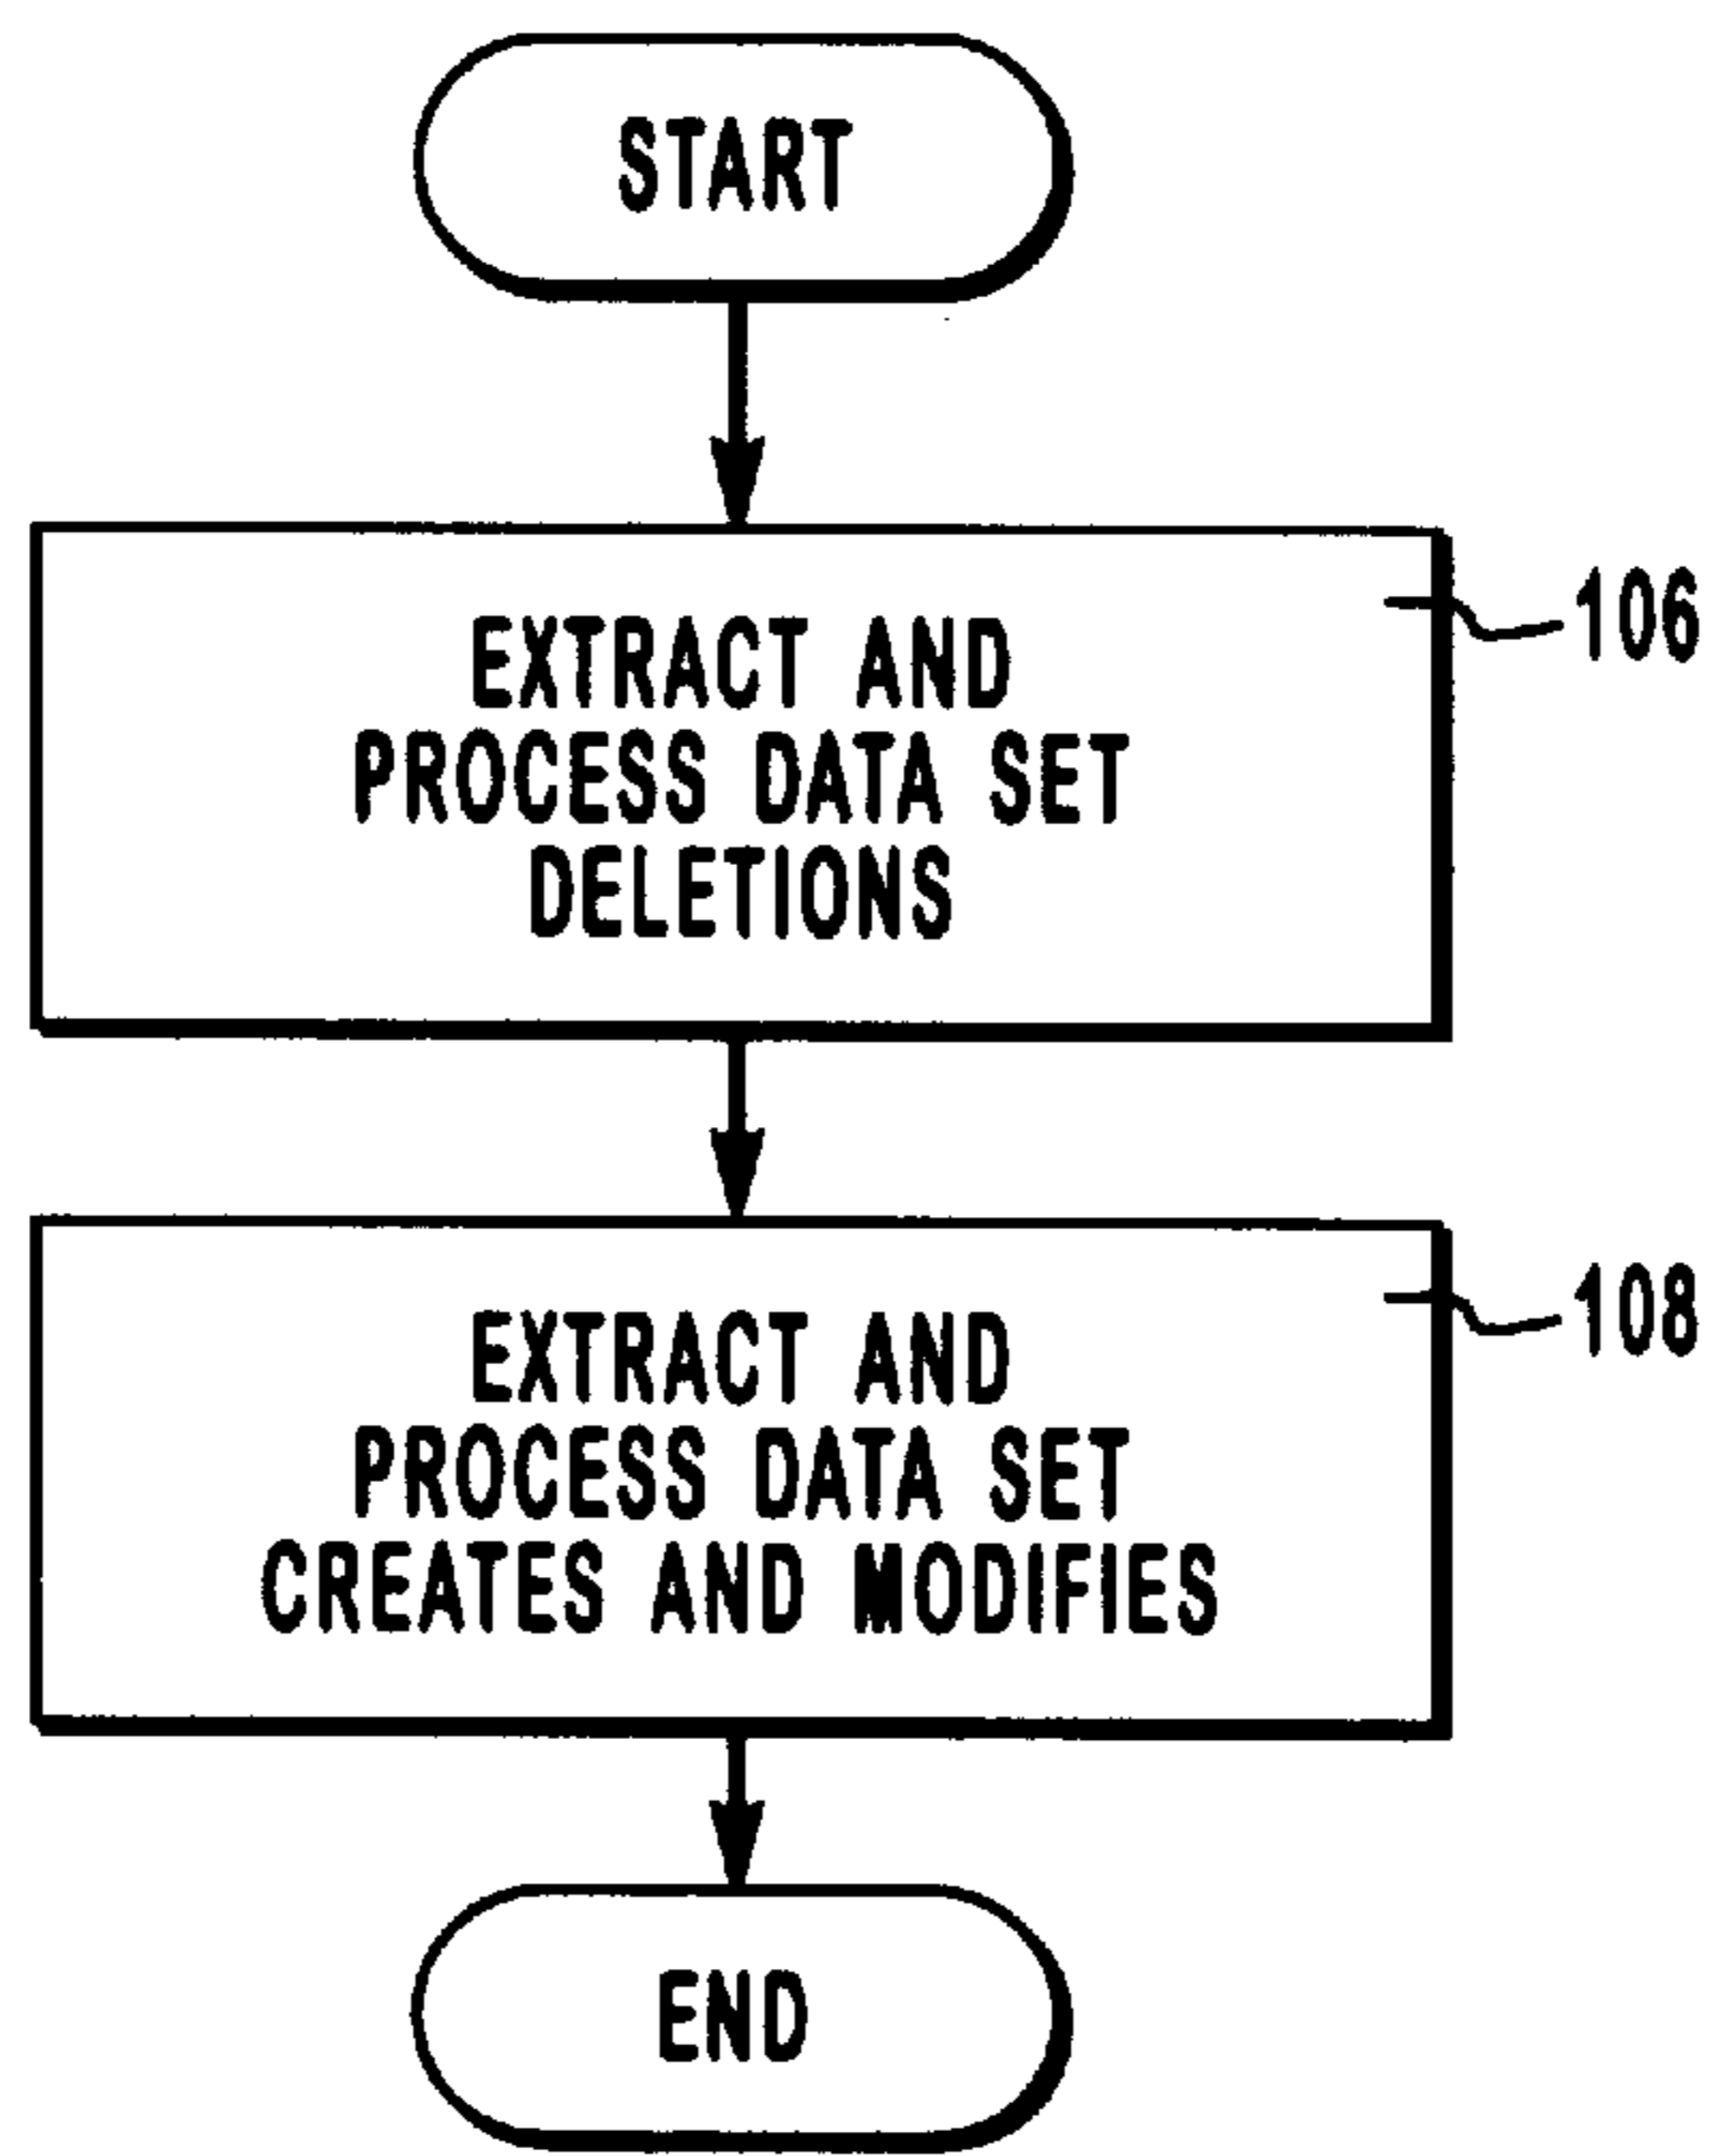 START
106
EXTRACT AND
PROCESS DATA SET
DELETIONS
108
EXTRACT AND
PROCESS DATA SET
CREATES AND MODIFIES
END